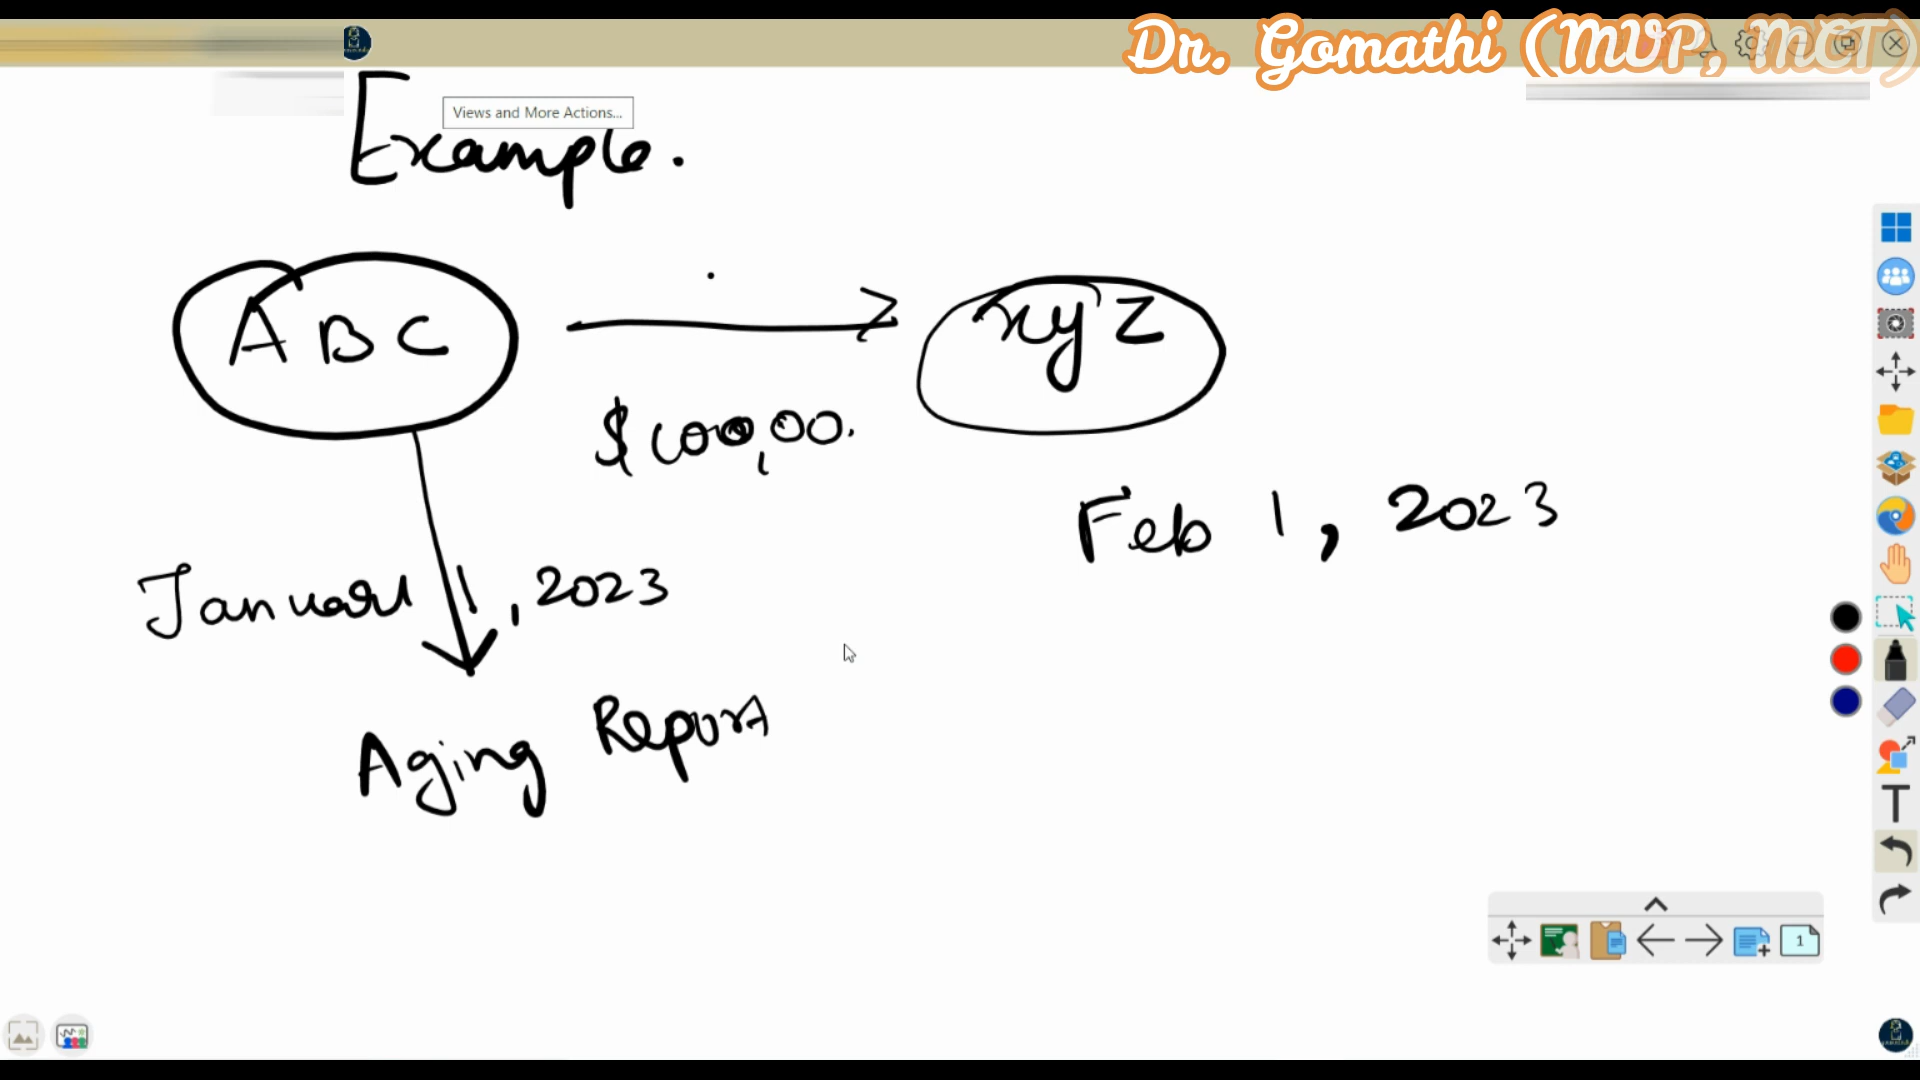 Dr. Gomathi (MVP, MCT)
Views and More Actions...
Example.
ABC
xyz
$100,00.
Feb 1, 2023
January 1, 2023
Aging Report
T
1